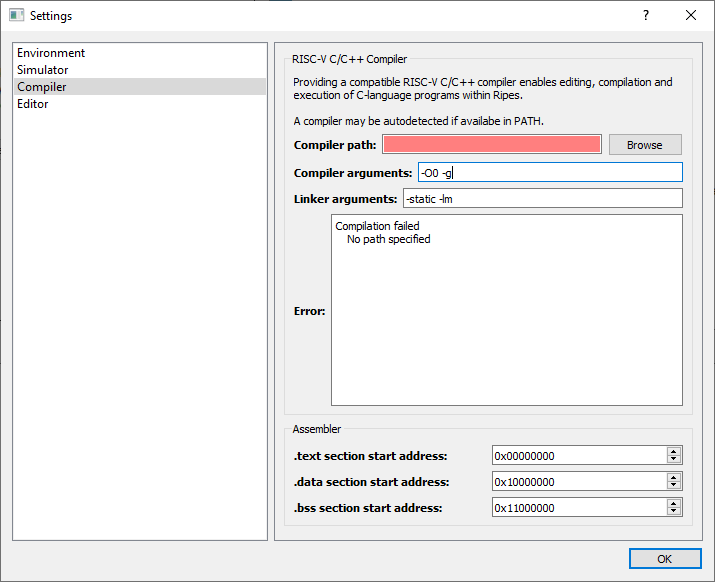 Settings
?
Environment
Simulator
Compiler
Editor
RISC-V C/C++ Compiler
Providing a compatible RISC-V C/C++ compiler enables editing, compilation and
execution of C-language programs within Ripes.
A compiler may be autodetected if availabe in PATH.
Compiler path:
Browse
Compiler arguments: -O0 -g
Linker arguments: -static -lm
Compilation failed
No path specified
Error:
Assembler
.text section start address: 0x00000000
.data section start address: 0x10000000
.bss section start address: 0x11000000
OK